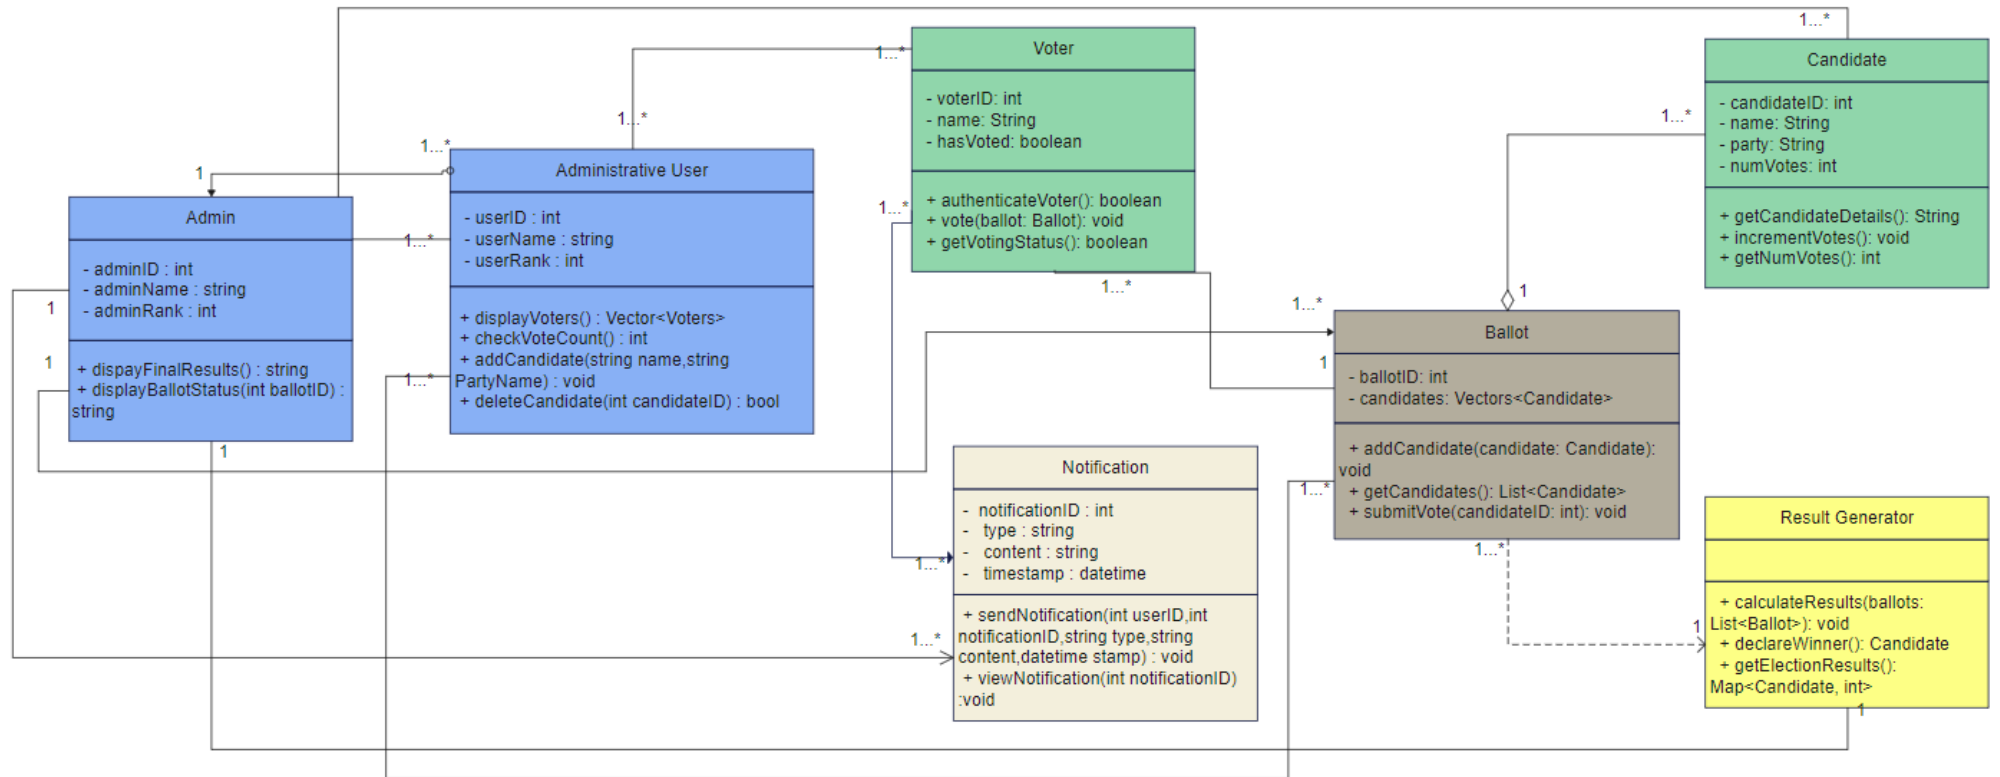 1...*
Voter
1...*
Candidate
- voterID: int
- name: String
- hasVoted: boolean
- candidateID: int
- name: String
- party: String
- numVotes: int
1...*
1...*
1...*
1
Administrative User
+ authenticateVoter(): boolean
+ vote(ballot: Ballot): void
+ getVotingStatus(): boolean
1...*
+ getCandidateDetails(): String
+ incrementVotes(): void
+ getNumVotes(): int
Admin
- userID : int
- userName : string
- userRank : int
1...*
- adminID : int
- adminName : string
- adminRank : int
1
1...*
1...*
1
+ displayVoters() : Vector<Voters>
+ checkVoteCount() : int
+ addCandidate(string name,string
PartyName) : void
+ deleteCandidate(int candidateID) : bool
1...*
Ballot
1
1
+ dispayFinalResults() : string
+ displayBallotStatus(int ballotID) :
string
- ballotID: int
- candidates: Vectors<Candidate>
1
+ addCandidate(candidate: Candidate):
void
+ getCandidates(): List<Candidate>
+ submitVote(candidateID: int): void
1...*
Notification
- notificationID : int
- type : string
- content : string
- timestamp : datetime
1...*
1...*
Result Generator
+ sendNotification(int userID,int
notificationID,string type,string
content,datetime stamp) : void
+ viewNotification(int notificationID)
:void
1...*
1
+ calculateResults(ballots:
List<Ballot>): void
+ declareWinner(): Candidate
+ getElectionResults():
Map<Candidate, int>
1